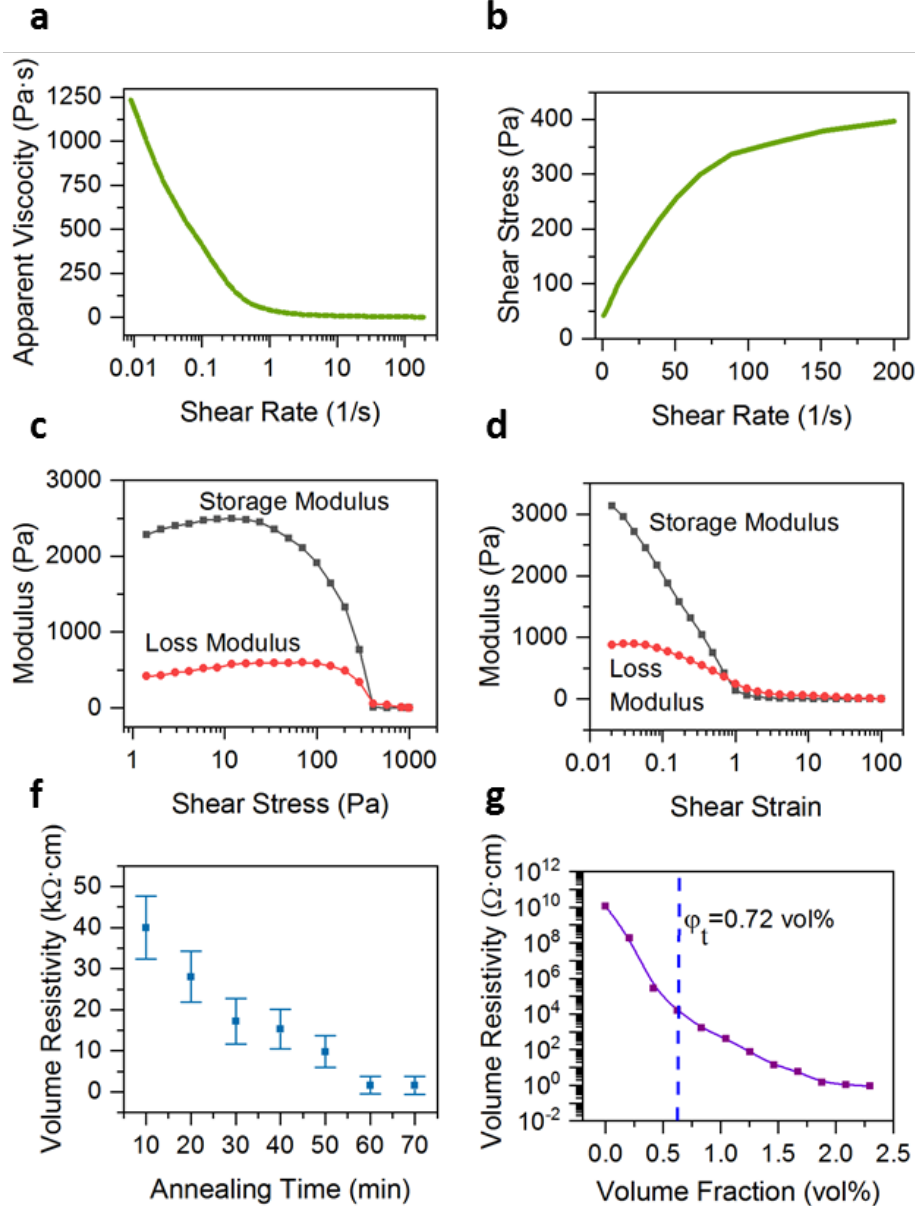 a
b
Apparent Viscocity (Pa·s)
1250
1000
750
500
250
0
0.01 0.1 1 10 100
Shear Rate (1/s)
Shear Stress (Pa)
400
300
200
100
0
0 50 100 150 200
Shear Rate (1/s)
c
d
Modulus (Pa)
3000
2000
1000
0
Storage Modulus
Loss Modulus
1 10 100 1000
Shear Stress (Pa)
Modulus (Pa)
3000
2000
1000
0
Storage Modulus
Loss
Modulus
0.01 0.1 1 10 100
Shear Strain
f
g
Volume Resistivity (kΩ·cm)
50
40
30
20
10
0
10 20 30 40 50 60 70
Annealing Time (min)
Volume Resistivity (Ω·cm)
10¹²
10¹⁰
10⁸
10⁶
10⁴
10²
10⁰
10⁻²
φₜ=0.72 vol%
0.0 0.5 1.0 1.5 2.0 2.5
Volume Fraction (vol%)